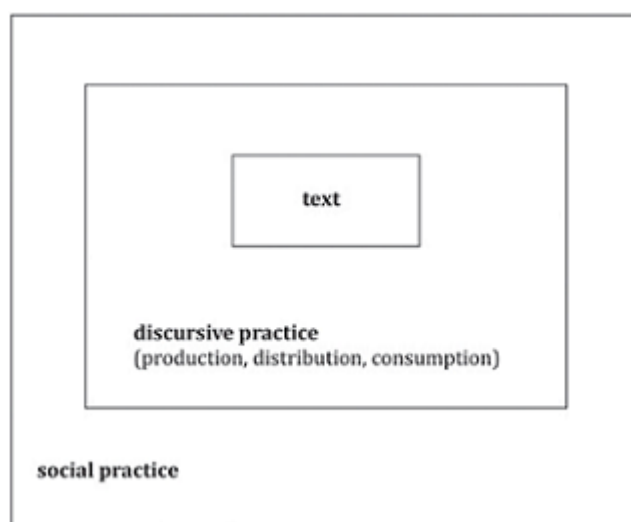 text
discursive practice
(production, distribution, consumption)
social practice